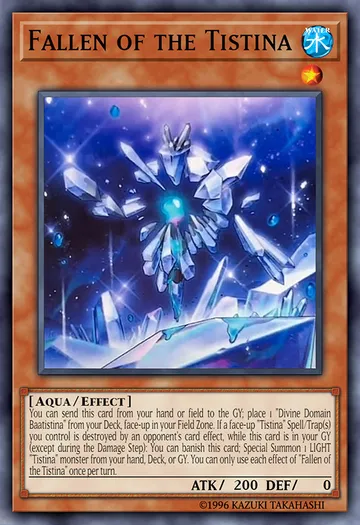 FALLEN OF THE TISTINA
WATER
水
[AQUA/EFFECT]
You can send this card from your hand or field to the GY; place 1 "Divine Domain
Baatistina" from your Deck, face-up in your Field Zone. If a face-up "Tistina" Spell/Trap(s)
you control is destroyed by an opponent's card effect, while this card is in your GY
(except during the Damage Step): You can banish this card; Special Summon 1 LIGHT
"Tistina" monster from your hand, Deck, or GY. You can only use each effect of "Fallen of
the Tistina" once per turn.
ATK/ 200 DEF/ 0
©1996 KAZUKI TAKAHASHI